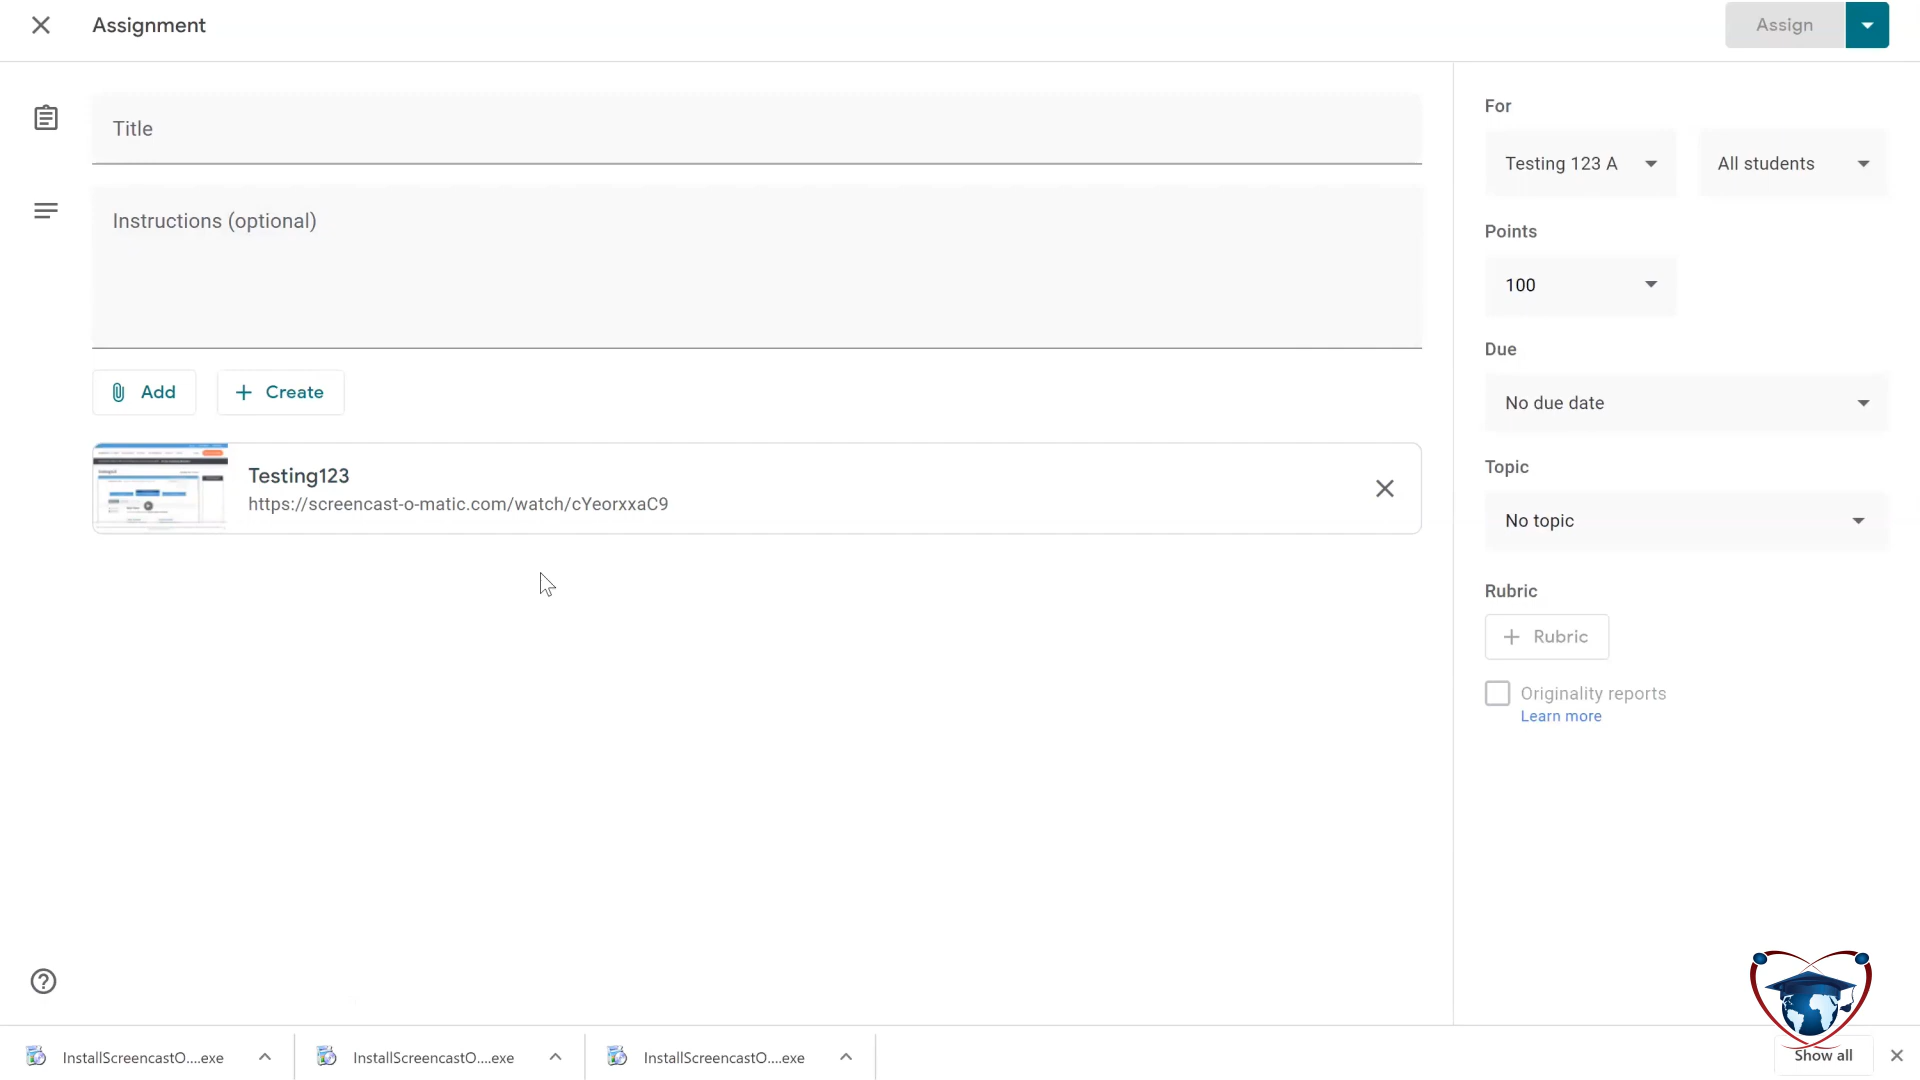 Assignment
Assign
Title
Instructions (optional)
Add
Create
Testing123
https://screencast-o-matic.com/watch/cYeorxxaC9
For
Testing 123 A
All students
Points
100
Due
No due date
Topic
No topic
Rubric
Rubric
Originality reports
Learn more
InstallScreencastO....exe
InstallScreencastO....exe
InstallScreencastO....exe
Show all